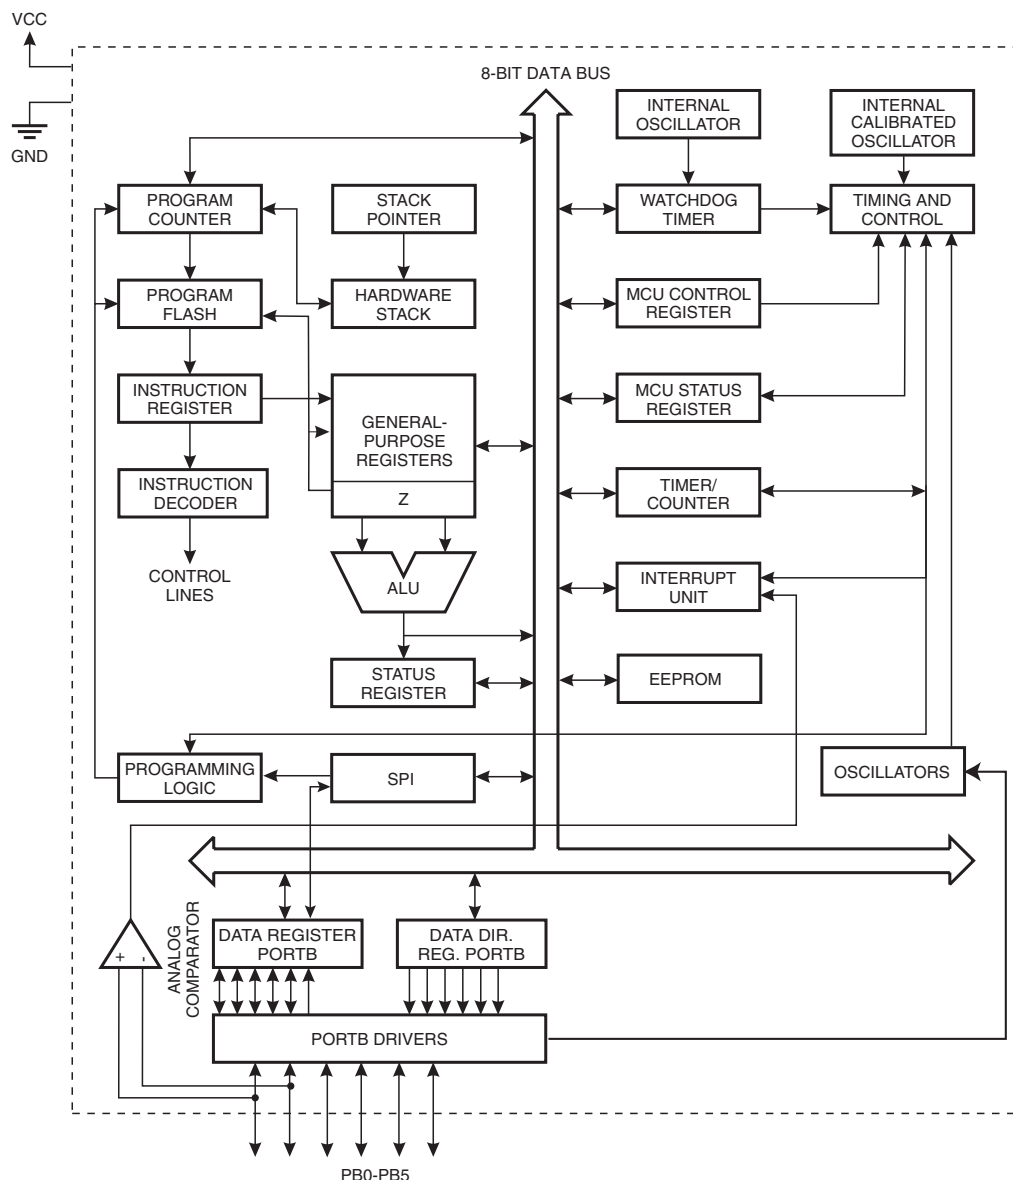 VCC
GND
8-BIT DATA BUS
INTERNAL
OSCILLATOR
INTERNAL
CALIBRATED
OSCILLATOR
PROGRAM
COUNTER
STACK
POINTER
WATCHDOG
TIMER
TIMING AND
CONTROL
PROGRAM
FLASH
HARDWARE
STACK
MCU CONTROL
REGISTER
INSTRUCTION
REGISTER
GENERAL-
PURPOSE
REGISTERS
Z
MCU STATUS
REGISTER
INSTRUCTION
DECODER
TIMER/
COUNTER
CONTROL
LINES
ALU
INTERRUPT
UNIT
STATUS
REGISTER
EEPROM
PROGRAMMING
LOGIC
SPI
OSCILLATORS
ANALOG
COMPARATOR
+ -
DATA REGISTER
PORTB
DATA DIR.
REG. PORTB
PORTB DRIVERS
PB0-PB5